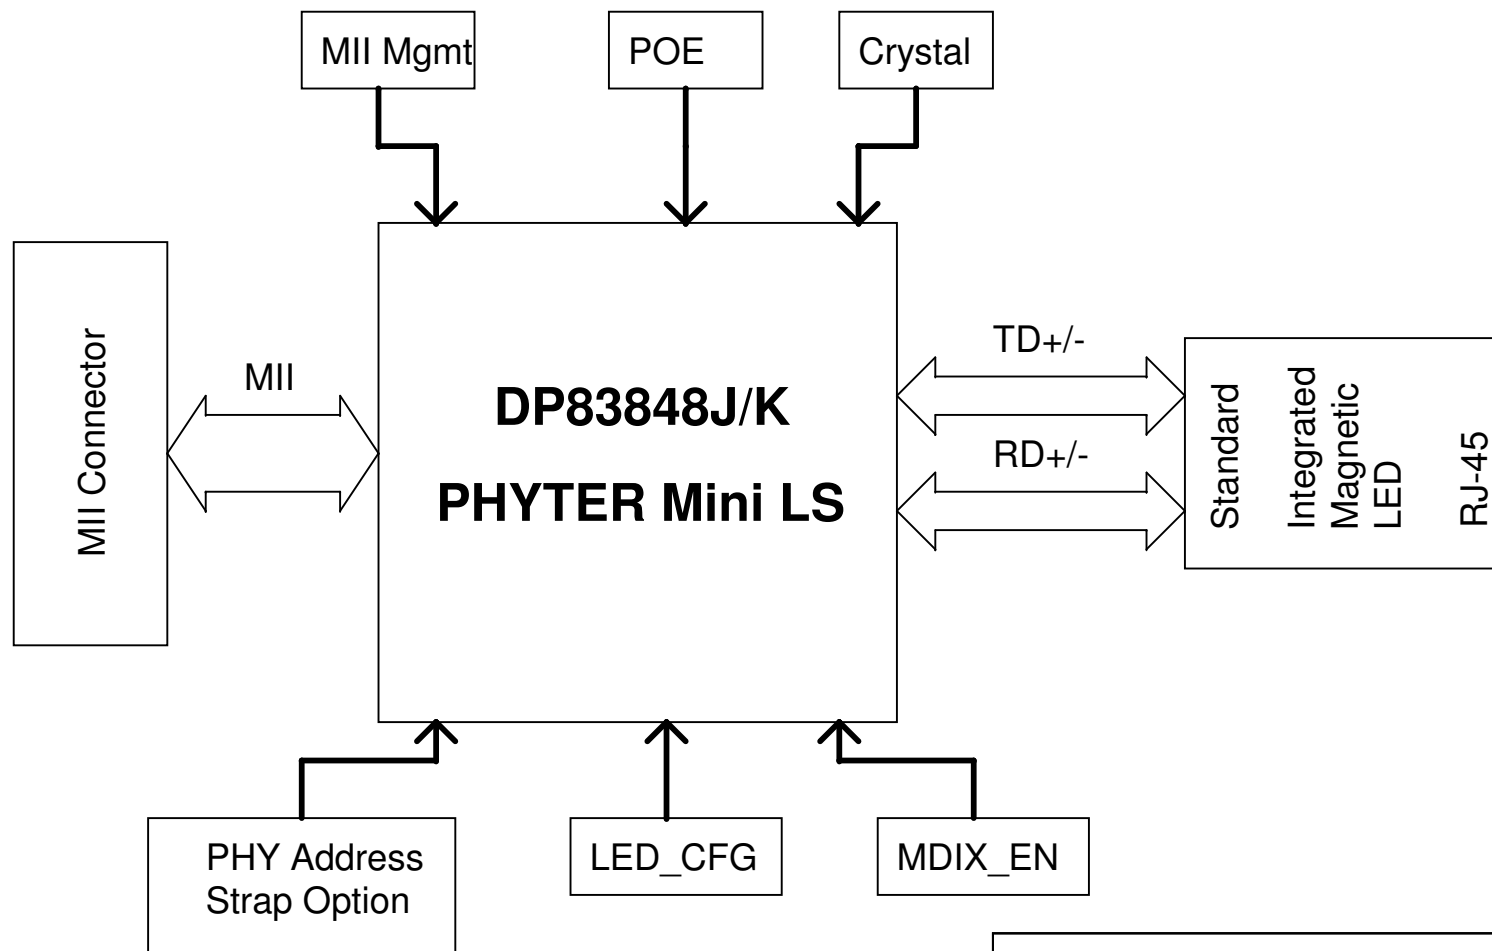 MII Mgmt
POE
Crystal
MII Connector
MII
DP83848J/K
PHYTER Mini LS
TD+/-
RD+/-
Standard
Integrated
Magnetic
LED
RJ-45
PHY Address
Strap Option
LED_CFG
MDIX_EN